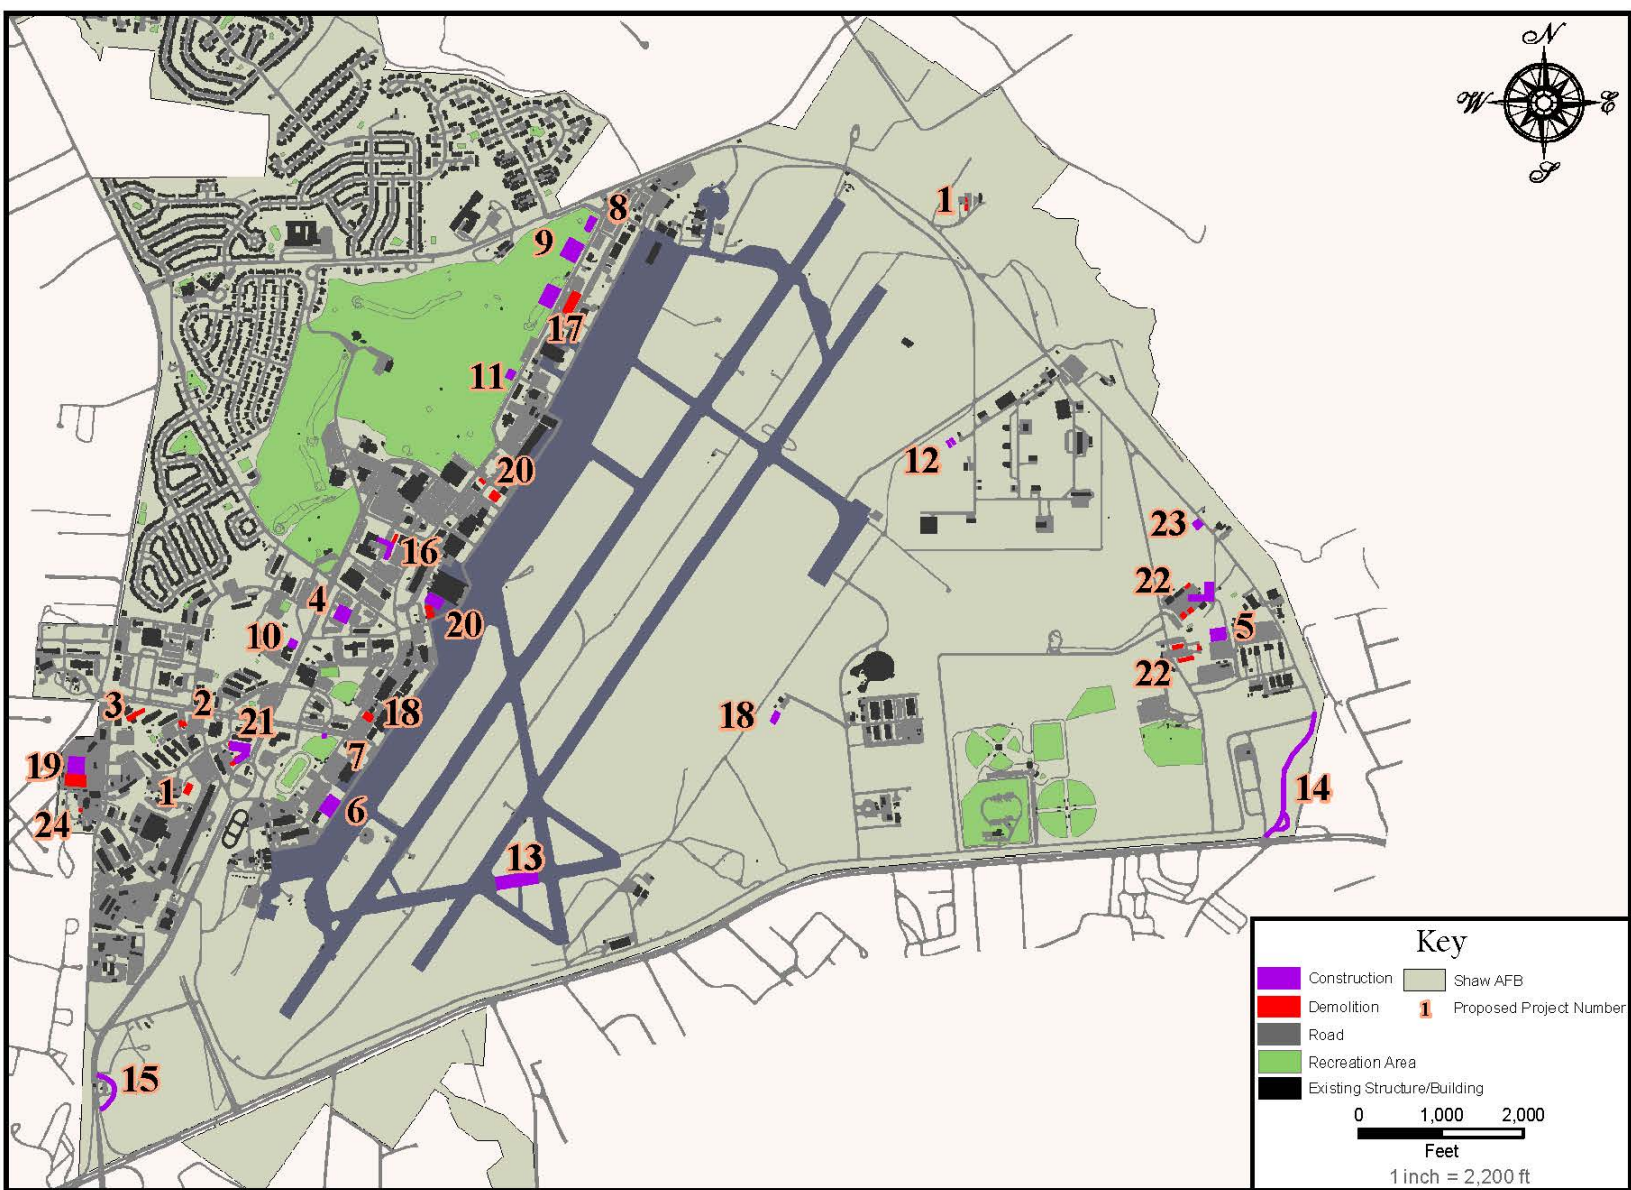 N
W
E
S
1
8
9
17
11
20
12
16
23
4
22
20
10
5
22
3
2
18
21
18
7
19
1
14
24
6
13
15
Key
Construction
Shaw AFB
Demolition
1 Proposed Project Number
Road
Recreation Area
Existing Structure/Building
0 1,000 2,000
Feet
1 inch = 2,200 ft